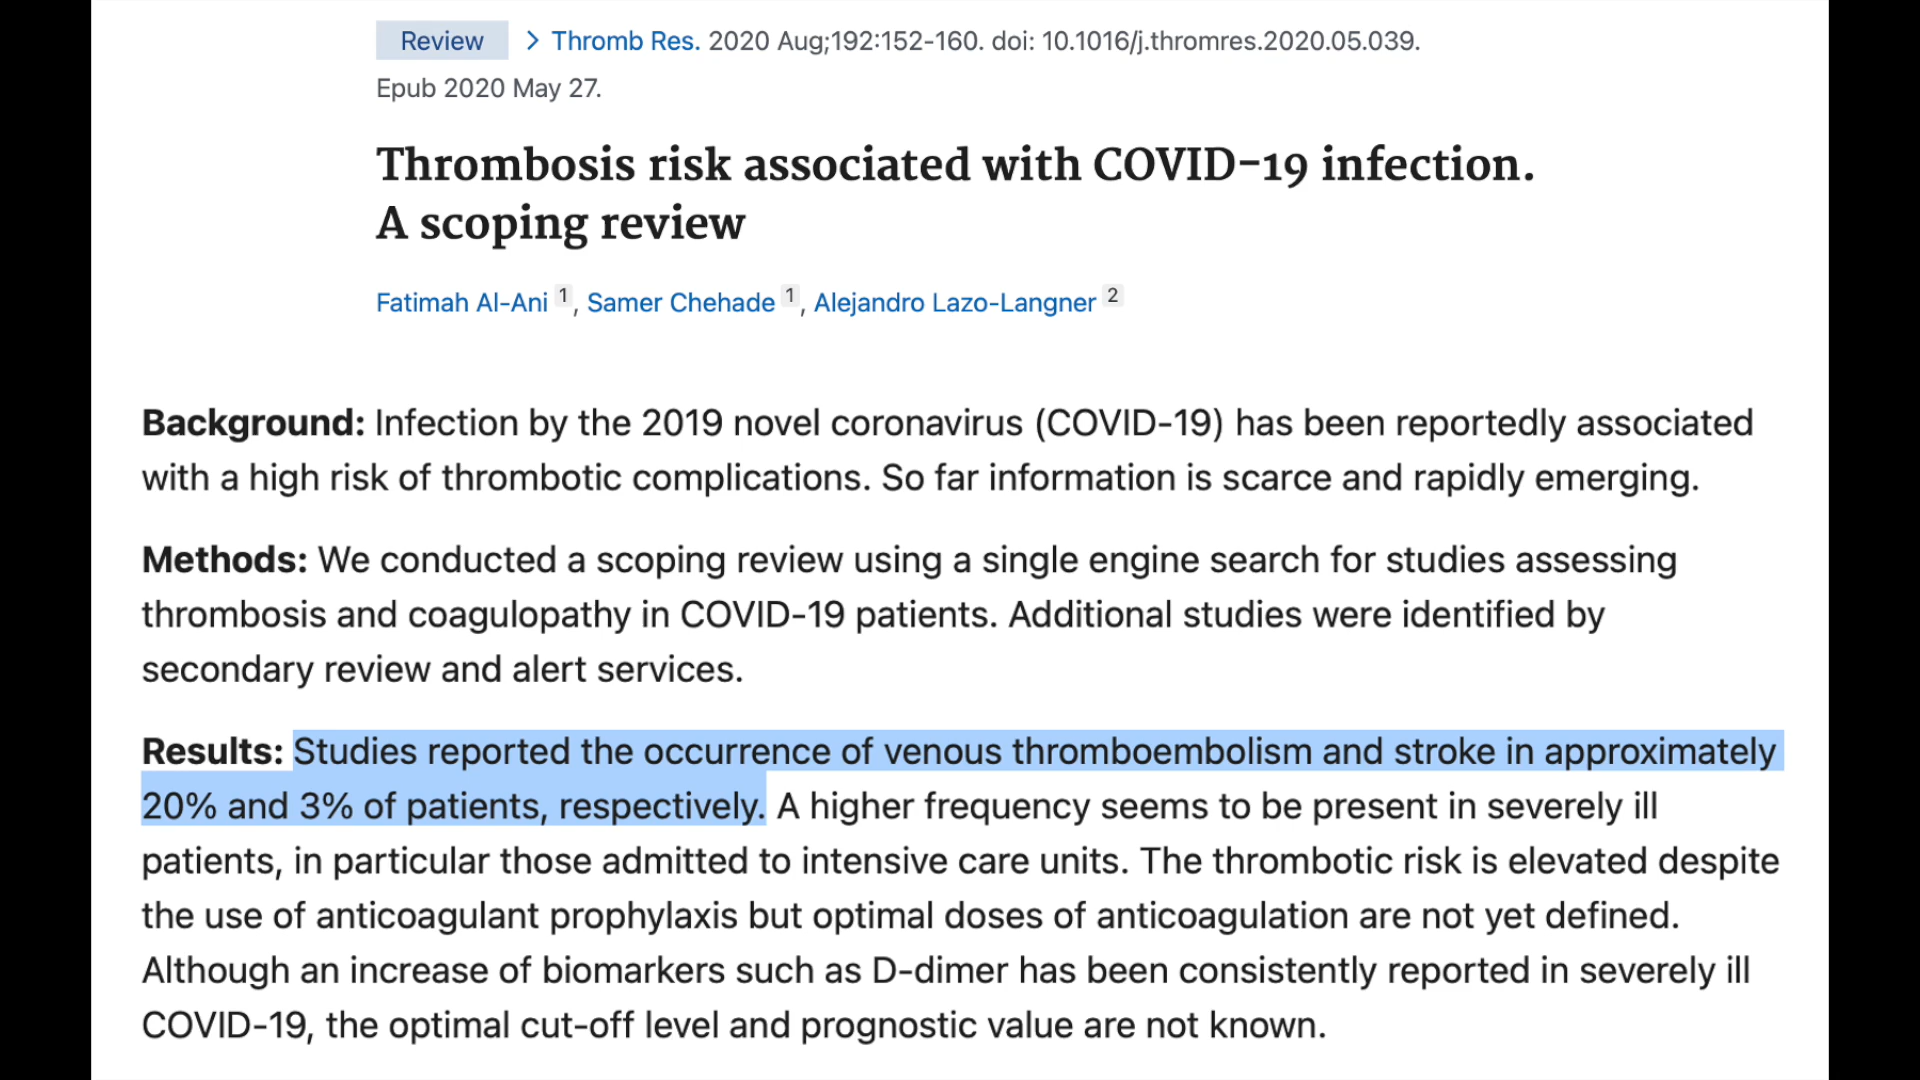 Review > Thromb Res. 2020 Aug;192:152-160. doi: 10.1016/j.thromres.2020.05.039.
Epub 2020 May 27.
Thrombosis risk associated with COVID-19 infection.
A scoping review
Fatimah Al-Ani 1, Samer Chehade 1, Alejandro Lazo-Langner 2
Background: Infection by the 2019 novel coronavirus (COVID-19) has been reportedly associated
with a high risk of thrombotic complications. So far information is scarce and rapidly emerging.
Methods: We conducted a scoping review using a single engine search for studies assessing
thrombosis and coagulopathy in COVID-19 patients. Additional studies were identified by
secondary review and alert services.
Results: Studies reported the occurrence of venous thromboembolism and stroke in approximately
20% and 3% of patients, respectively. A higher frequency seems to be present in severely ill
patients, in particular those admitted to intensive care units. The thrombotic risk is elevated despite
the use of anticoagulant prophylaxis but optimal doses of anticoagulation are not yet defined.
Although an increase of biomarkers such as D-dimer has been consistently reported in severely ill
COVID-19, the optimal cut-off level and prognostic value are not known.